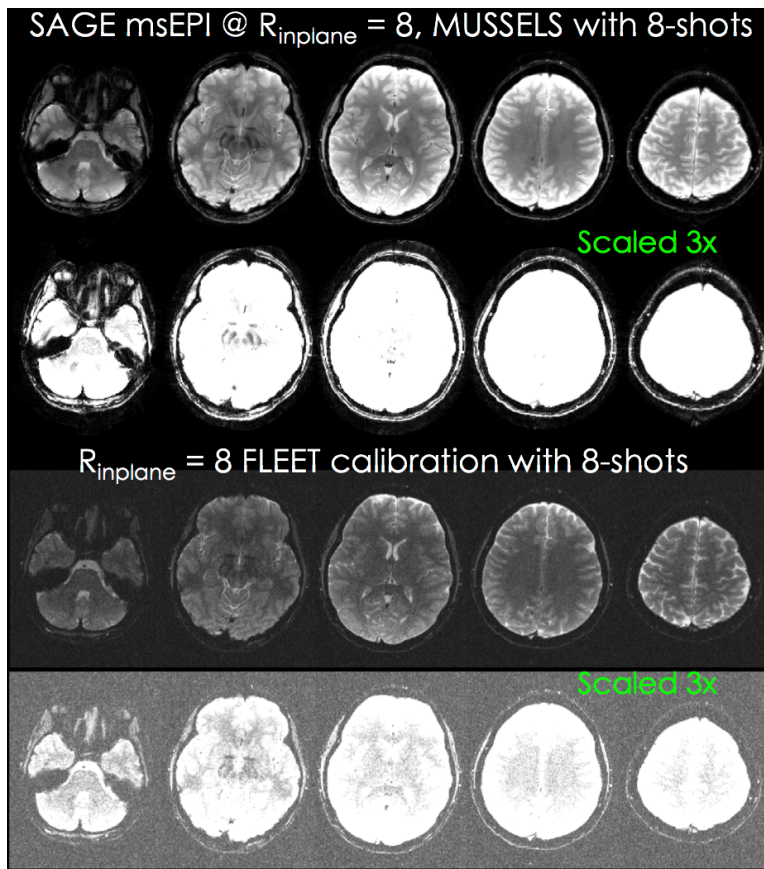 SAGE msEPI @ Rinplane = 8, MUSSELS with 8-shots
Scaled 3x
Rinplane = 8 FLEET calibration with 8-shots
Scaled 3x